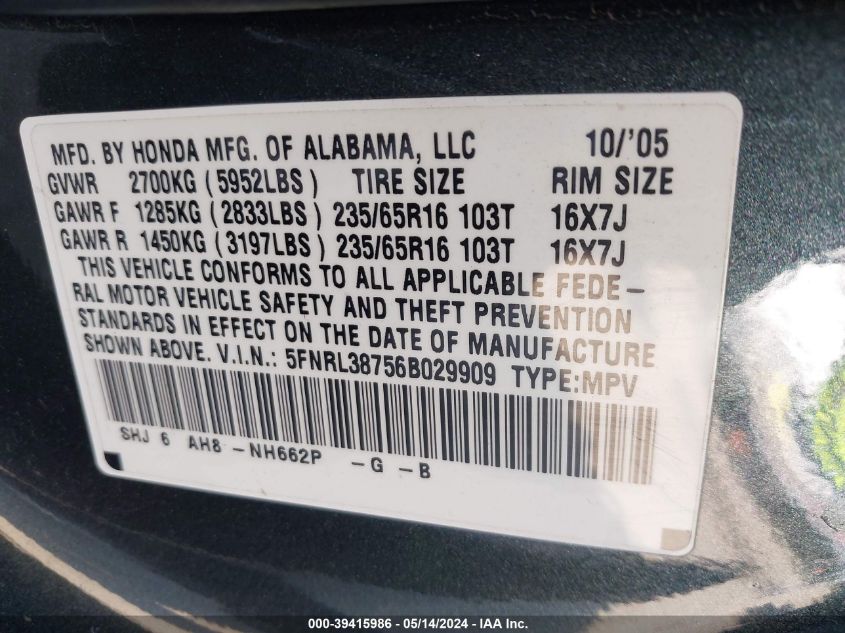 MFD. BY HONDA MFG. OF ALABAMA, LLC 10/'05
GVWR 2700KG (5952LBS) TIRE SIZE RIM SIZE
GAWR F 1285KG (2833LBS) 235/65R16 103T 16X7J
GAWR R 1450KG (3197LBS) 235/65R16 103T 16X7J
THIS VEHICLE CONFORMS TO ALL APPLICABLE FEDE-
RAL MOTOR VEHICLE SAFETY AND THEFT PREVENTION
STANDARDS IN EFFECT ON THE DATE OF MANUFACTURE
SHOWN ABOVE. V.I.N.: 5FNRL38756B029909 TYPE:MPV
SHJ 6 AH8 -NH662P -G -B
000-39415986 - 05/14/2024 - COPYRIGHT © IAA, LLC.